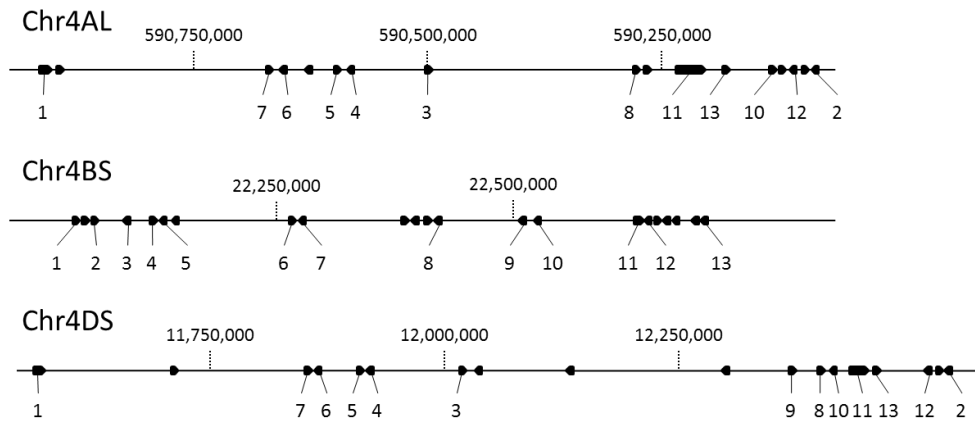 Chr4AL
590,750,000 590,500,000 590,250,000
1 7 6 5 4 3 8 11 13 10 12 2
Chr4BS
22,250,000 22,500,000
1 2 3 4 5 6 7 8 9 10 11 12 13
Chr4DS
11,750,000 12,000,000 12,250,000
1 7 6 5 4 3 9 8 10 11 13 12 2